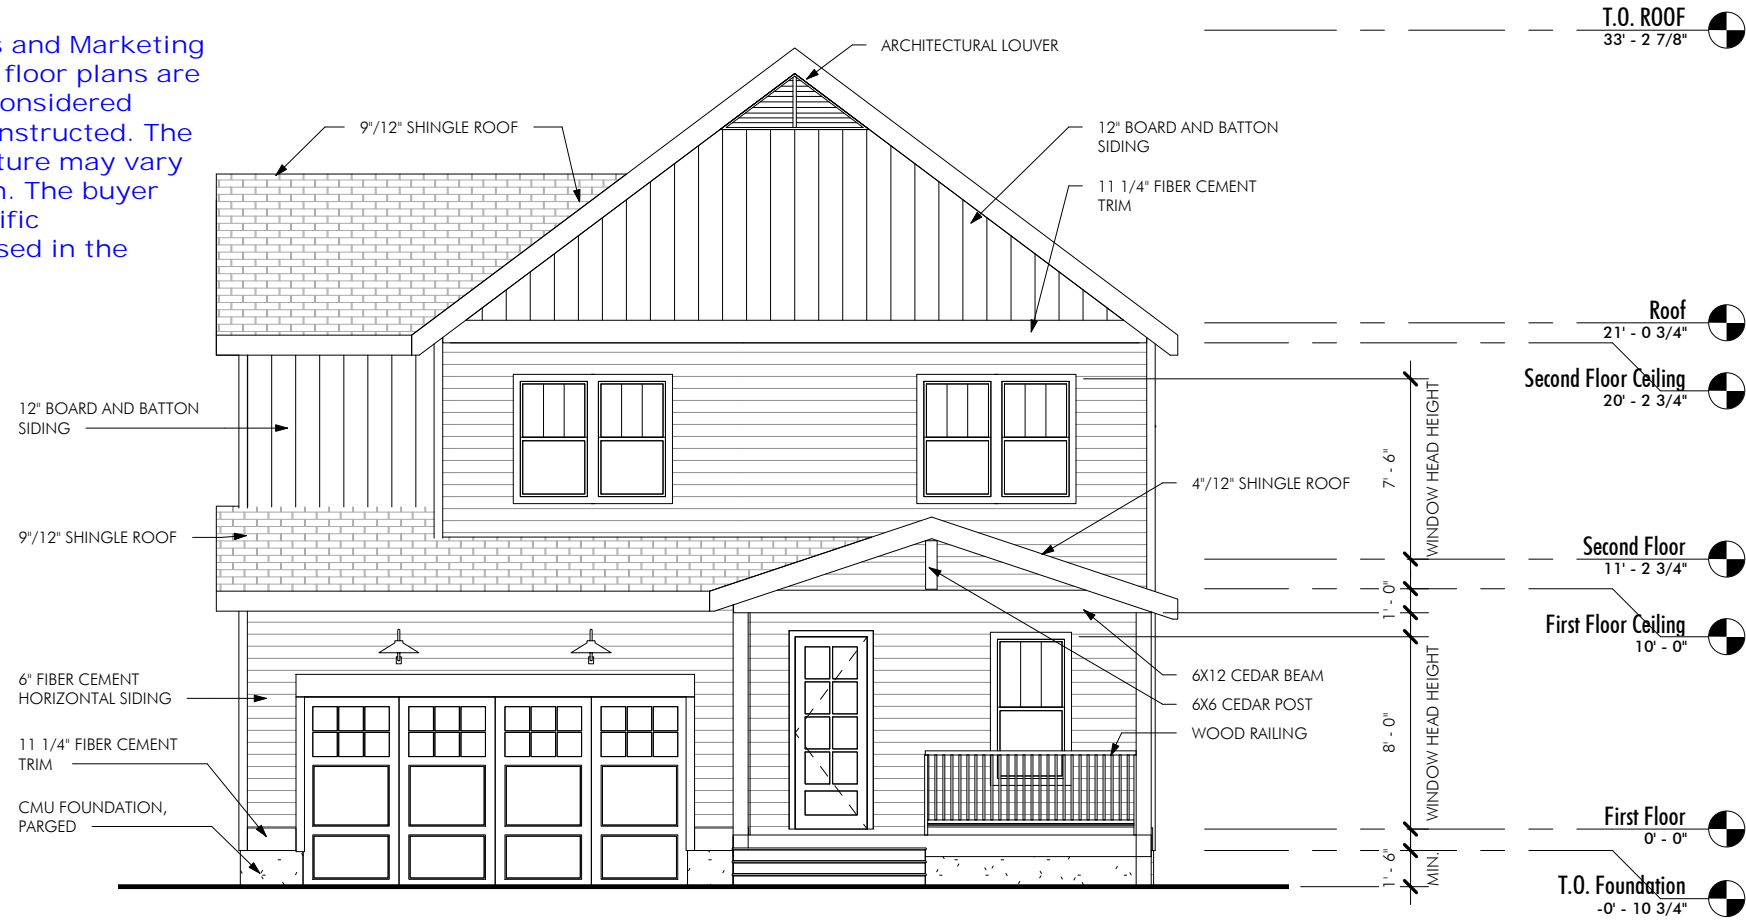 s and Marketing
floor plans are
onsidered
nstructed. The
ture may vary
n. The buyer
ific
sed in the
ARCHITECTURAL LOUVER
9"/12" SHINGLE ROOF
12" BOARD AND BATTON
SIDING
11 1/4" FIBER CEMENT
TRIM
12" BOARD AND BATTON
SIDING
4"/12" SHINGLE ROOF
9"/12" SHINGLE ROOF
6" FIBER CEMENT
HORIZONTAL SIDING
11 1/4" FIBER CEMENT
TRIM
CMU FOUNDATION,
PARGED
6X12 CEDAR BEAM
6X6 CEDAR POST
WOOD RAILING
7' - 6"
WINDOW HEAD HEIGHT
1' - 0"
8' - 0"
WINDOW HEAD HEIGHT
1' - 6"
MIN.
T.O. ROOF
33' - 2 7/8"
Roof
21' - 0 3/4"
Second Floor Ceiling
20' - 2 3/4"
Second Floor
11' - 2 3/4"
First Floor Ceiling
10' - 0"
First Floor
0' - 0"
T.O. Foundation
-0' - 10 3/4"